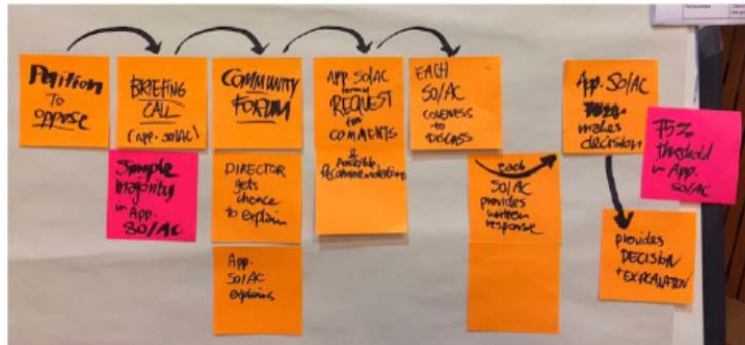 Petition
To
oppose
BRIEFING
CALL
(App. SO/AC)
Simple
majority
in App.
SO/AC
COMMUNITY
FORUM
DIRECTOR
gets
chance
to explain
App.
SO/AC
explains
App. SO/AC
REQUEST
for
COMMENTS
& possible
recommendations
EACH
SO/AC
CONVENES
to
DISCUSS
each
SO/AC
provides
written
response
App. SO/AC
makes
decision
75%
threshold
in App.
SO/AC
provides
DECISION
+ EXPLANATION